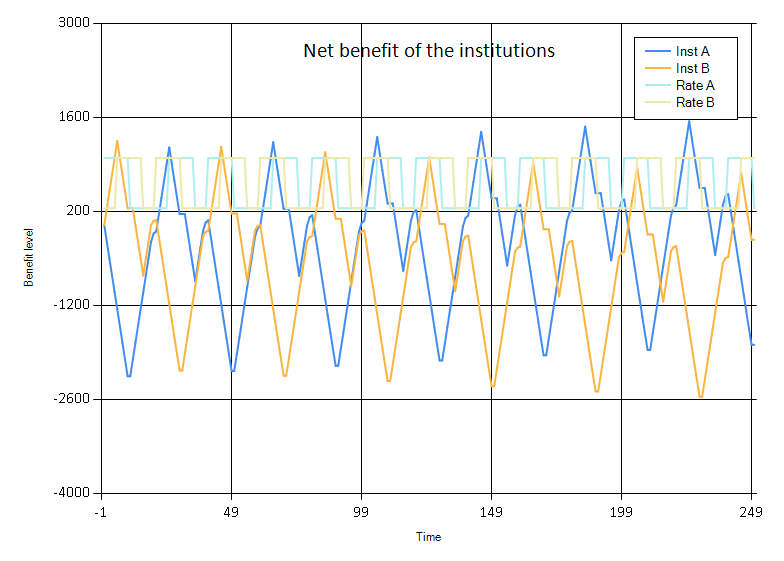 Net benefit of the institutions
Inst A
Inst B
Rate A
Rate B
3000
1600
200
-1200
-2600
-4000
Benefit level
-1
49
99
149
199
249
Time